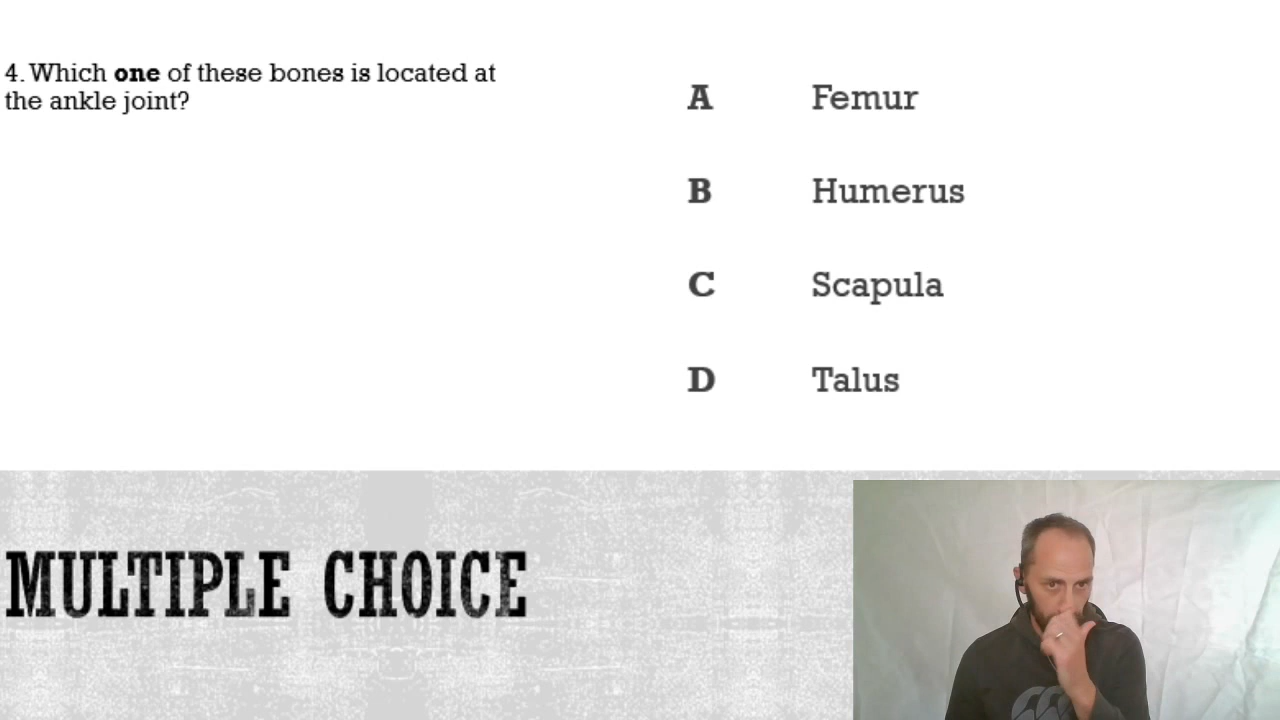 4. Which one of these bones is located at
the ankle joint?
A Femur
B Humerus
C Scapula
D Talus
MULTIPLE CHOICE